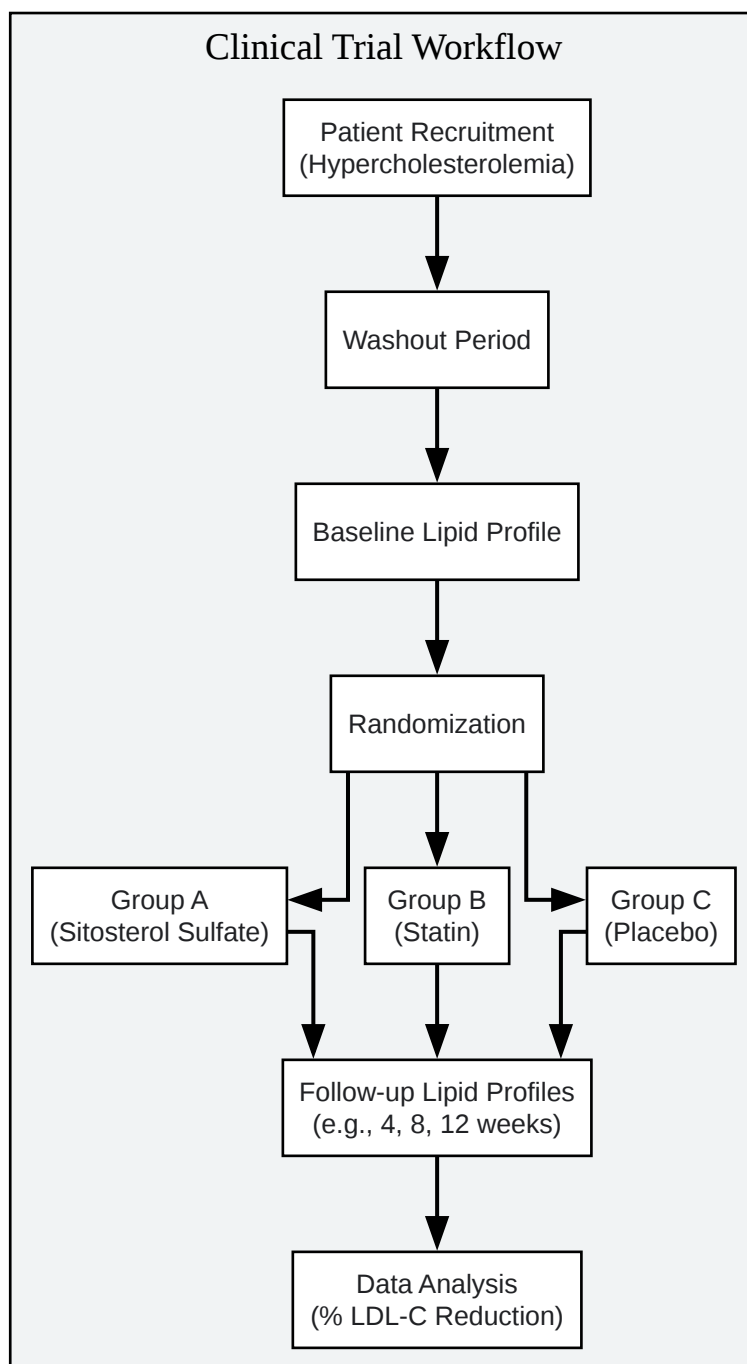 Clinical Trial Workflow
Patient Recruitment
(Hypercholesterolemia)
Washout Period
Baseline Lipid Profile
Randomization
Group A
(Sitosterol Sulfate)
Group B
(Statin)
Group C
(Placebo)
Follow-up Lipid Profiles
(e.g., 4, 8, 12 weeks)
Data Analysis
(% LDL-C Reduction)